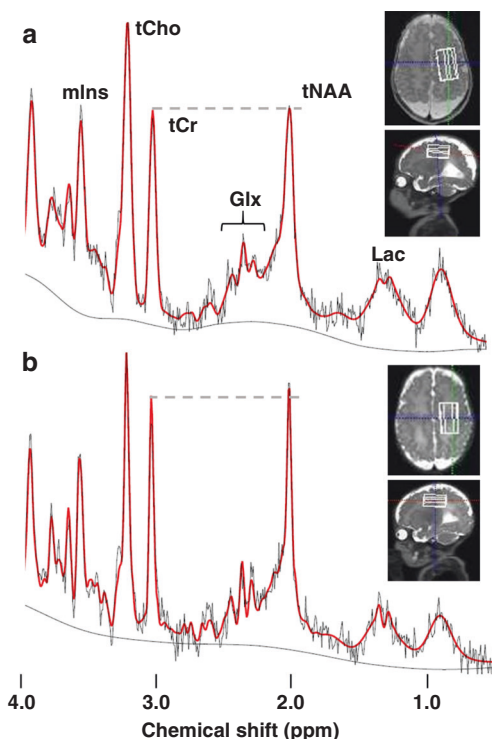 a
tCho
mIns
tCr
tNAA
Glx
Lac
b
4.0 3.0 2.0 1.0
Chemical shift (ppm)